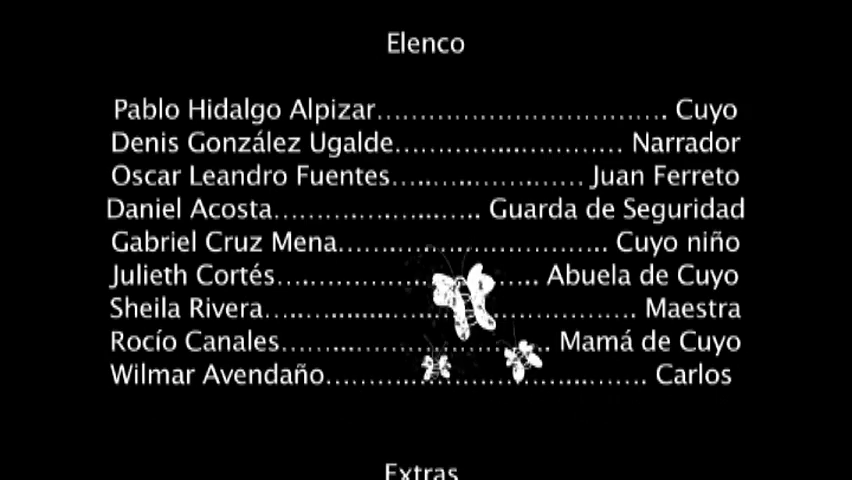 Elenco
Pablo Hidalgo Alpizar................................. Cuyo
Denis González Ugalde........................... Narrador
Oscar Leandro Fuentes...................... Juan Ferreto
Daniel Acosta........................ Guarda de Seguridad
Gabriel Cruz Mena............................... Cuyo niño
Julieth Cortés.............................. Abuela de Cuyo
Sheila Rivera........................................... Maestra
Rocío Canales............................... Mamá de Cuyo
Wilmar Avendaño..................................... Carlos
Extras